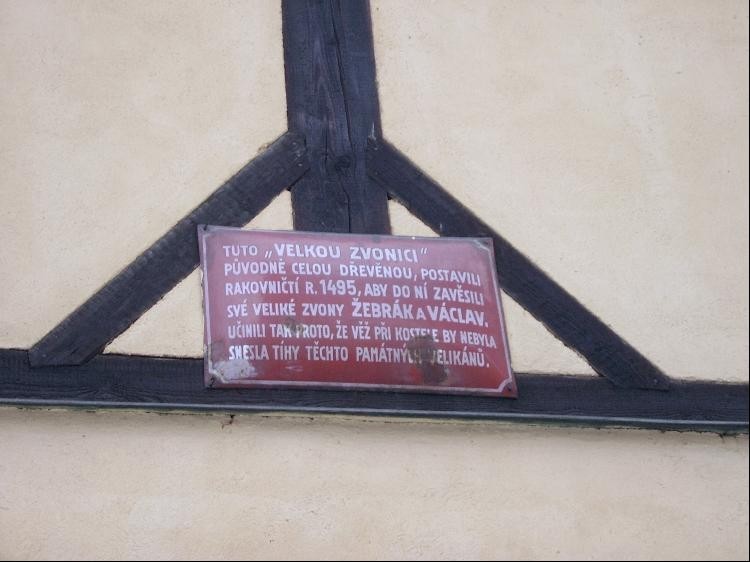 TUTO „VELKOU ZVONICI"
PŮVODNĚ CELOU DŘEVĚNOU, POSTAVILI
RAKOVNIČTÍ R. 1495, ABY DO NÍ ZAVĚSILI
SVÉ VELIKÉ ZVONY ŽEBRÁK A VÁCLAV.
UČINILI TAK PROTO, ŽE VĚŽ PŘI KOSTELE BY NEBYLA
SNESLA TÍHY TĚCHTO PAMÁTNÝCH VELIKÁNŮ.